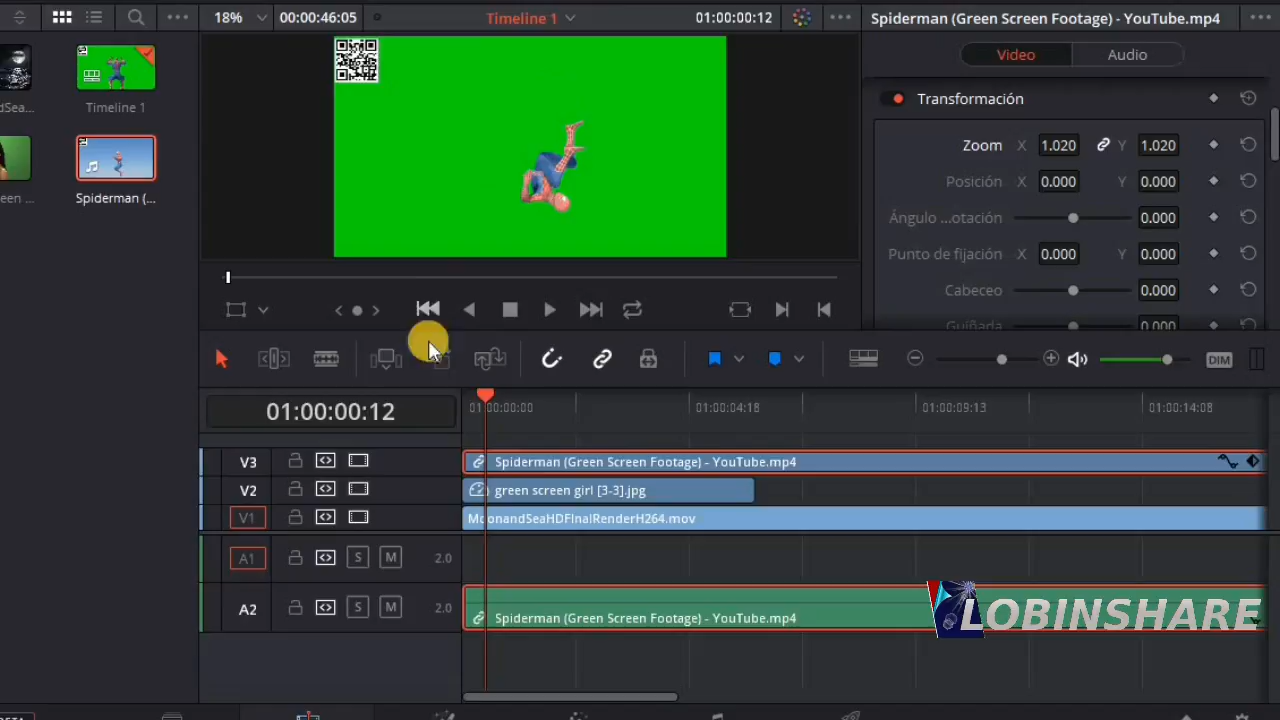 18%
00:00:46:05
Timeline 1
01:00:00:12
Spiderman (Green Screen Footage) - YouTube.mp4
Video
Audio
Transformación
Zoom X 1.020 Y 1.020
Posición X 0.000 Y 0.000
Ángulo ...otación 0.000
Punto de fijación X 0.000 Y 0.000
Cabeceo 0.000
Guiñada 0.000
dSea...
Timeline 1
een ...
Spiderman (...
DIM
01:00:00:12
01:00:00:00
01:00:04:18
01:00:09:13
01:00:14:08
V3
Spiderman (Green Screen Footage) - YouTube.mp4
V2
green screen girl [3-3].jpg
V1
MoonandSeaHDFInalRenderH264.mov
A1 S M 2.0
A2 S M 2.0
Spiderman (Green Screen Footage) - YouTube.mp4
LOBINSHARE